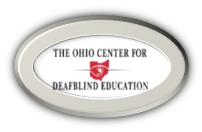 THE OHIO CENTER FOR
DEAFBLIND EDUCATION